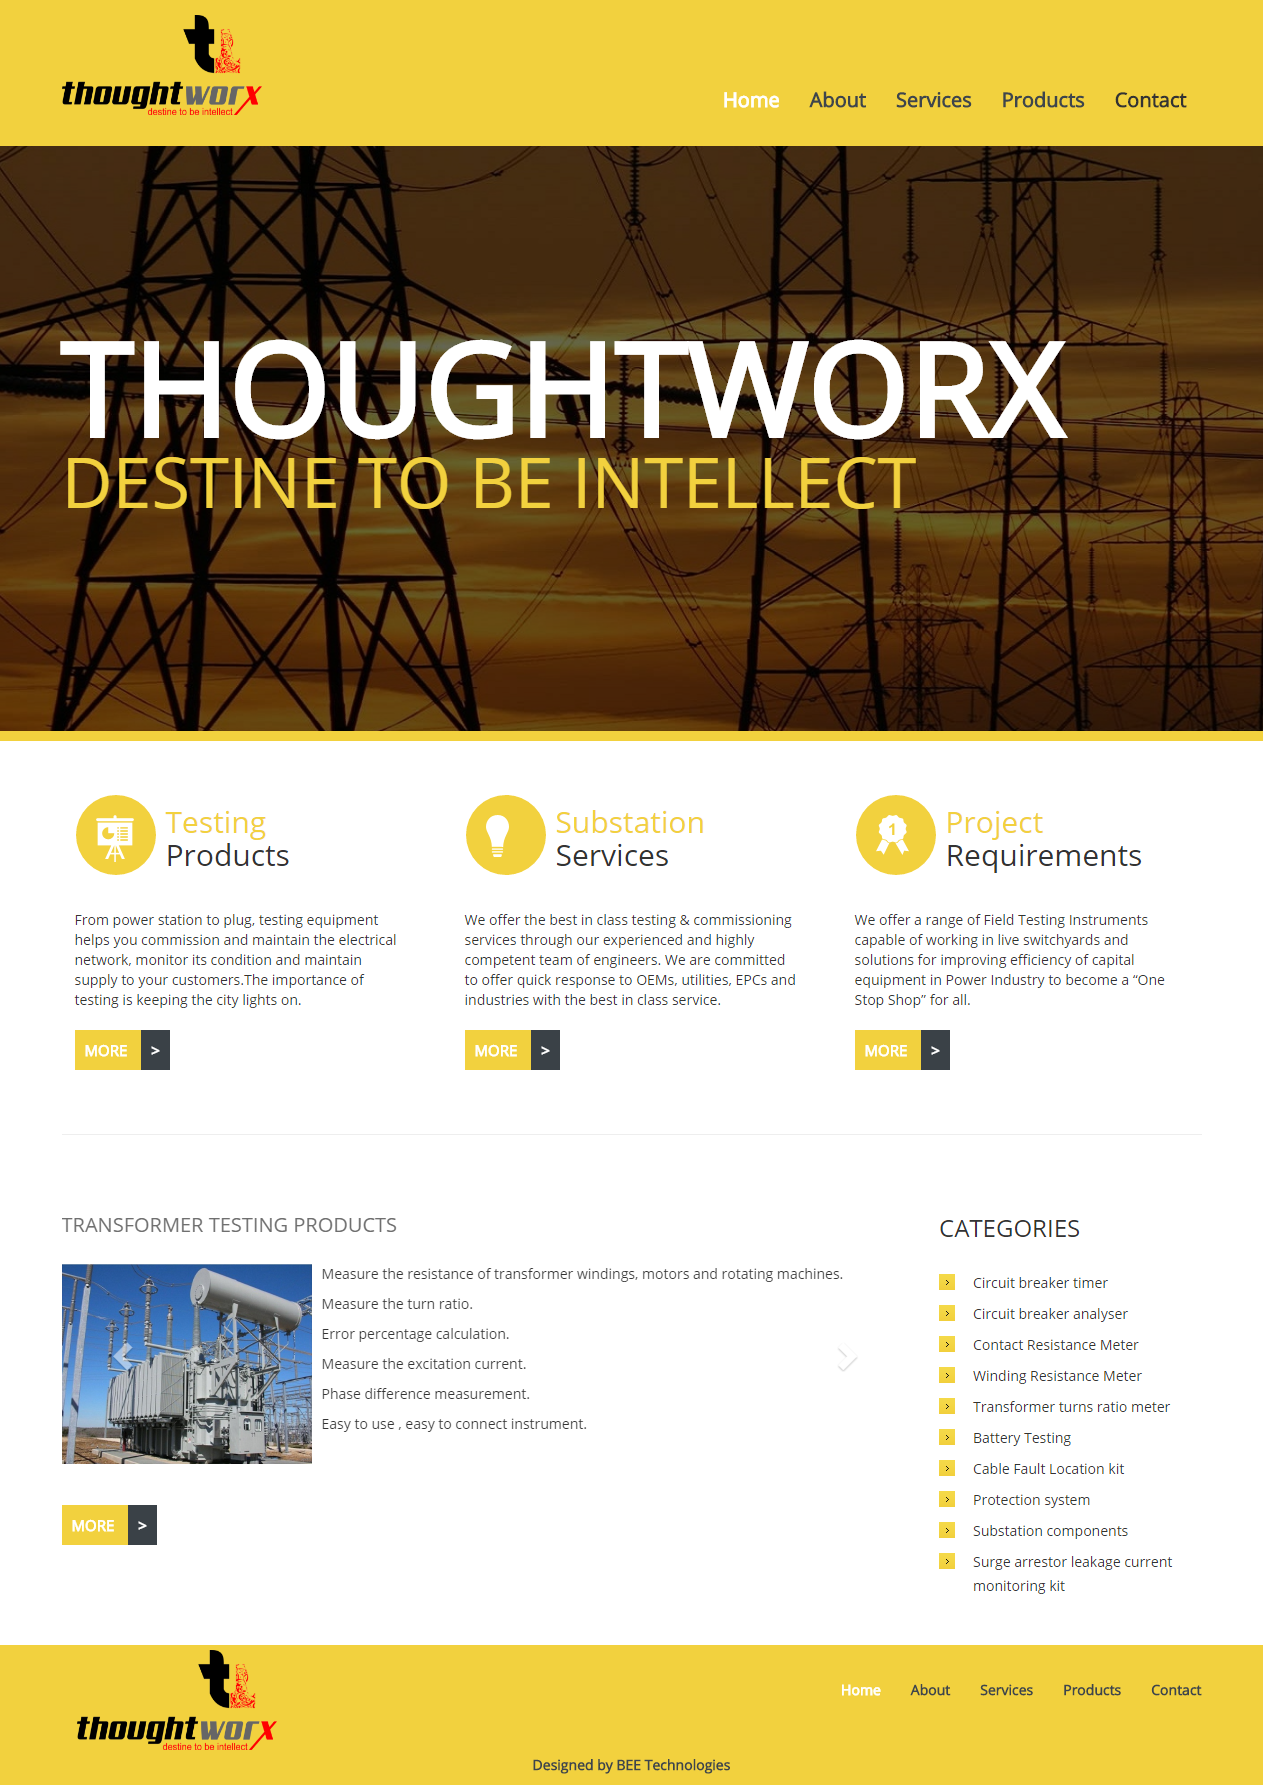 thoughtworx
destine to be intellect
Home About Services Products Contact
THOUGHTWORX
DESTINE TO BE INTELLECT
Testing
Products
From power station to plug, testing equipment
helps you commission and maintain the electrical
network, monitor its condition and maintain
supply to your customers.The importance of
testing is keeping the city lights on.
MORE >
Substation
Services
We offer the best in class testing & commissioning
services through our experienced and highly
competent team of engineers. We are committed
to offer quick response to OEMs, utilities, EPCs and
industries with the best in class service.
MORE >
1
Project
Requirements
We offer a range of Field Testing Instruments
capable of working in live switchyards and
solutions for improving efficiency of capital
equipment in Power Industry to become a “One
Stop Shop” for all.
MORE >
TRANSFORMER TESTING PRODUCTS
Measure the resistance of transformer windings, motors and rotating machines.
Measure the turn ratio.
Error percentage calculation.
Measure the excitation current.
Phase difference measurement.
Easy to use , easy to connect instrument.
MORE >
CATEGORIES
Circuit breaker timer
Circuit breaker analyser
Contact Resistance Meter
Winding Resistance Meter
Transformer turns ratio meter
Battery Testing
Cable Fault Location kit
Protection system
Substation components
Surge arrestor leakage current
monitoring kit
thoughtworx
destine to be intellect
Home About Services Products Contact
Designed by BEE Technologies